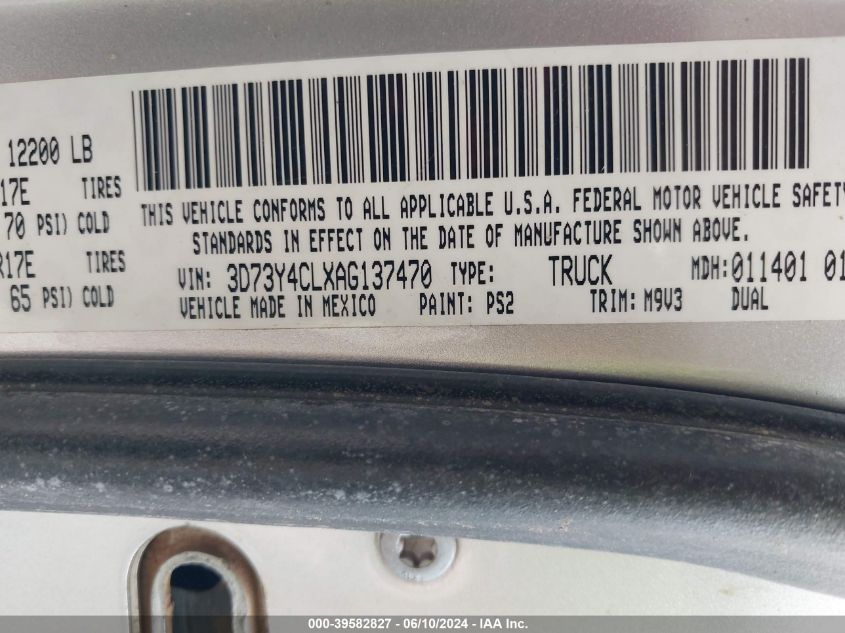 12200 LB
17E TIRES
70 PSI) COLD
R17E TIRES
65 PSI) COLD
THIS VEHICLE CONFORMS TO ALL APPLICABLE U.S.A. FEDERAL MOTOR VEHICLE SAFETY
STANDARDS IN EFFECT ON THE DATE OF MANUFACTURE SHOWN ABOVE.
VIN: 3D73Y4CLXAG137470 TYPE: TRUCK MDH: 011401 01
VEHICLE MADE IN MEXICO PAINT: PS2 TRIM: M9V3 DUAL
000-39582827 - 06/10/2024 - IAA Inc.